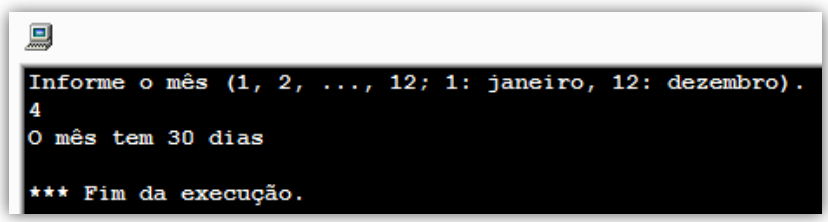 Informe o mês (1, 2, ..., 12; 1: janeiro, 12: dezembro).
4
O mês tem 30 dias
*** Fim da execução.